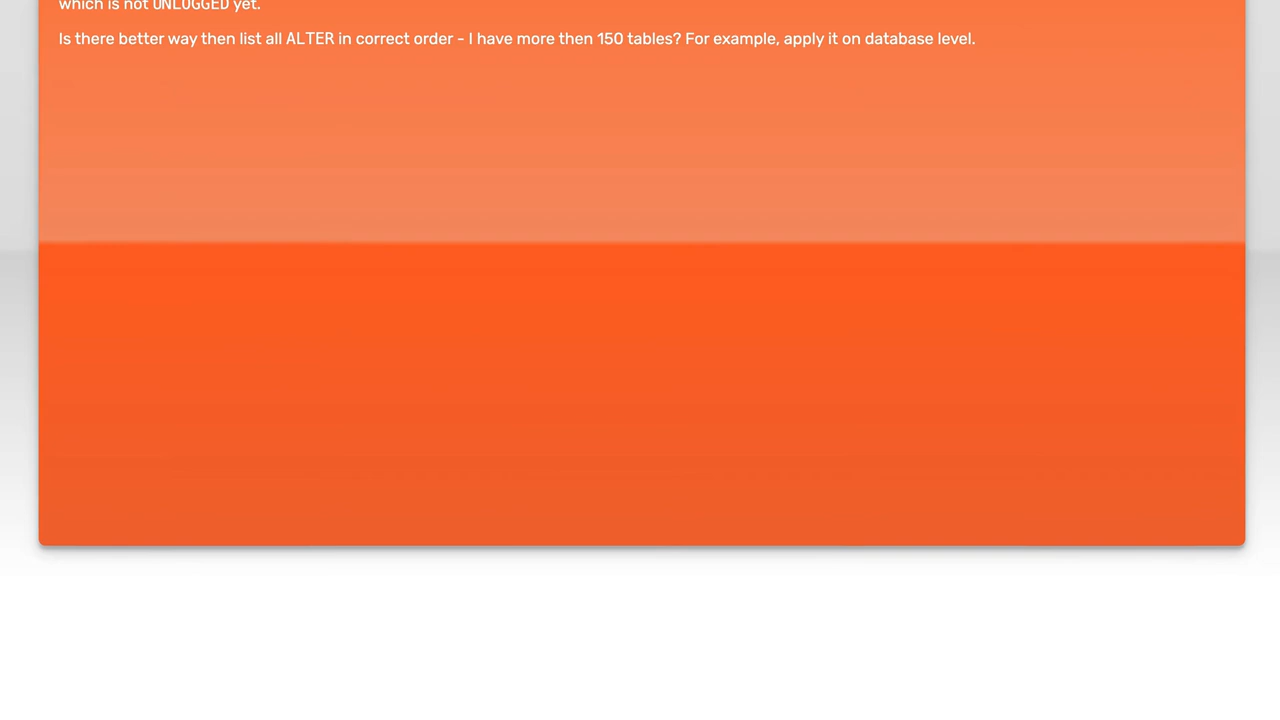 which is not UNLOGGED yet.
Is there better way then list all ALTER in correct order - I have more then 150 tables? For example, apply it on database level.